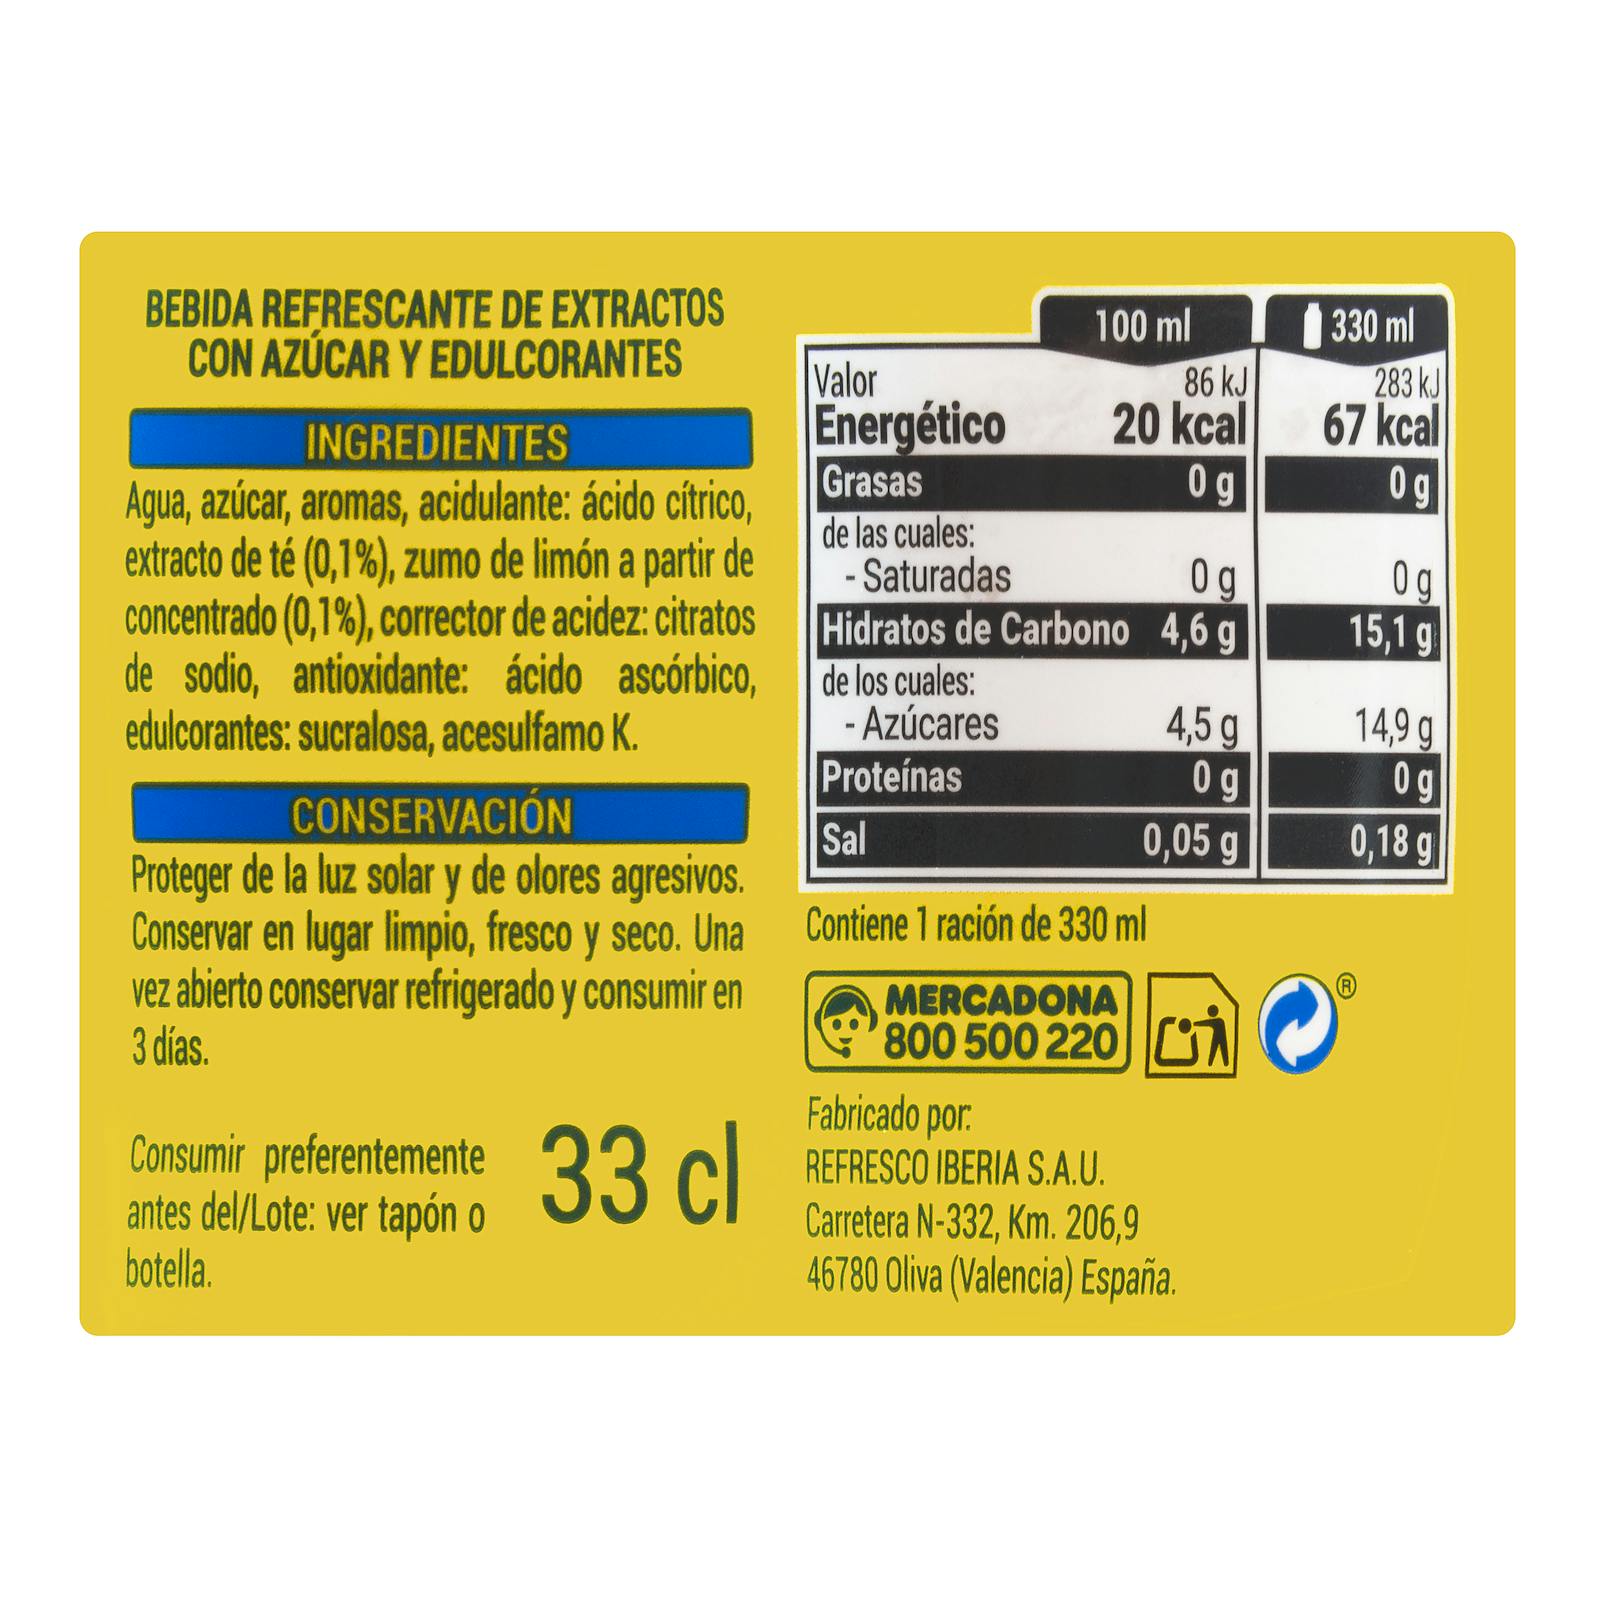 BEBIDA REFRESCANTE DE EXTRACTOS
CON AZÚCAR Y EDULCORANTES
INGREDIENTES
Agua, azúcar, aromas, acidulante: ácido cítrico,
extracto de té (0,1%), zumo de limón a partir de
concentrado (0,1%), corrector de acidez: citratos
de sodio, antioxidante: ácido ascórbico,
edulcorantes: sucralosa, acesulfamo K.
CONSERVACIÓN
Proteger de la luz solar y de olores agresivos.
Conservar en lugar limpio, fresco y seco. Una
vez abierto conservar refrigerado y consumir en
3 días.
Consumir preferentemente
antes del/Lote: ver tapón o
botella.
33 cl
100 ml 330 ml
Valor 86 kJ 283 kJ
Energético 20 kcal 67 kcal
Grasas 0 g 0 g
de las cuales:
- Saturadas 0 g 0 g
Hidratos de Carbono 4,6 g 15,1 g
de los cuales:
- Azúcares 4,5 g 14,9 g
Proteínas 0 g 0 g
Sal 0,05 g 0,18 g
Contiene 1 ración de 330 ml
MERCADONA
800 500 220
®
Fabricado por:
REFRESCO IBERIA S.A.U.
Carretera N-332, Km. 206,9
46780 Oliva (Valencia) España.